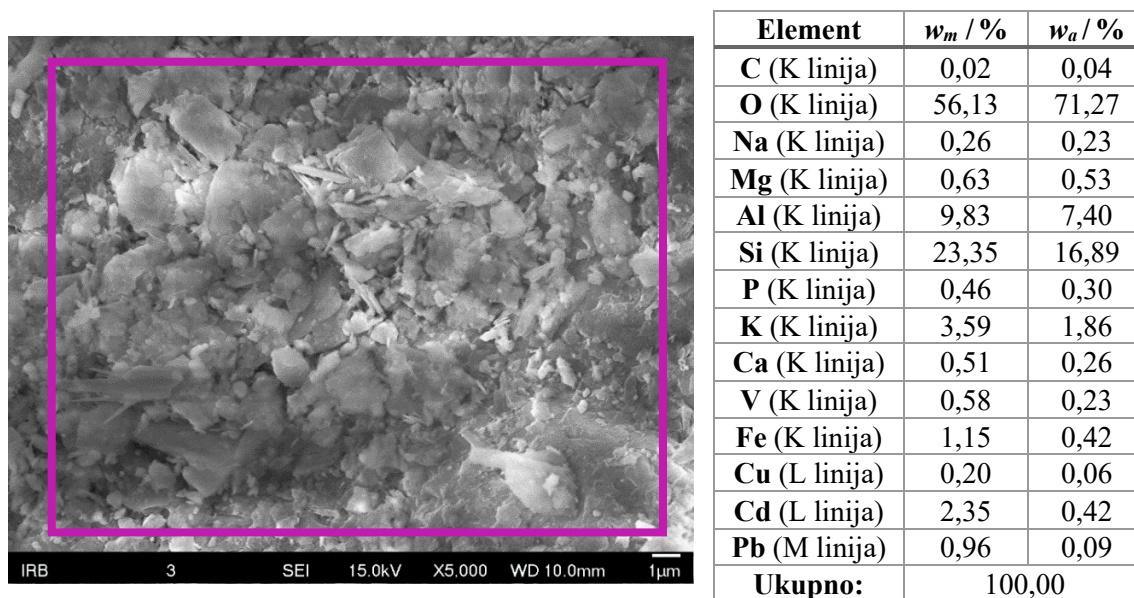 Element w_m / % w_a / %
C (K linija) 0,02 0,04
O (K linija) 56,13 71,27
Na (K linija) 0,26 0,23
Mg (K linija) 0,63 0,53
Al (K linija) 9,83 7,40
Si (K linija) 23,35 16,89
P (K linija) 0,46 0,30
K (K linija) 3,59 1,86
Ca (K linija) 0,51 0,26
V (K linija) 0,58 0,23
Fe (K linija) 1,15 0,42
Cu (L linija) 0,20 0,06
Cd (L linija) 2,35 0,42
Pb (M linija) 0,96 0,09
Ukupno: 100,00
IRB 3 SEI 15.0kV X5,000 WD 10.0mm 1µm